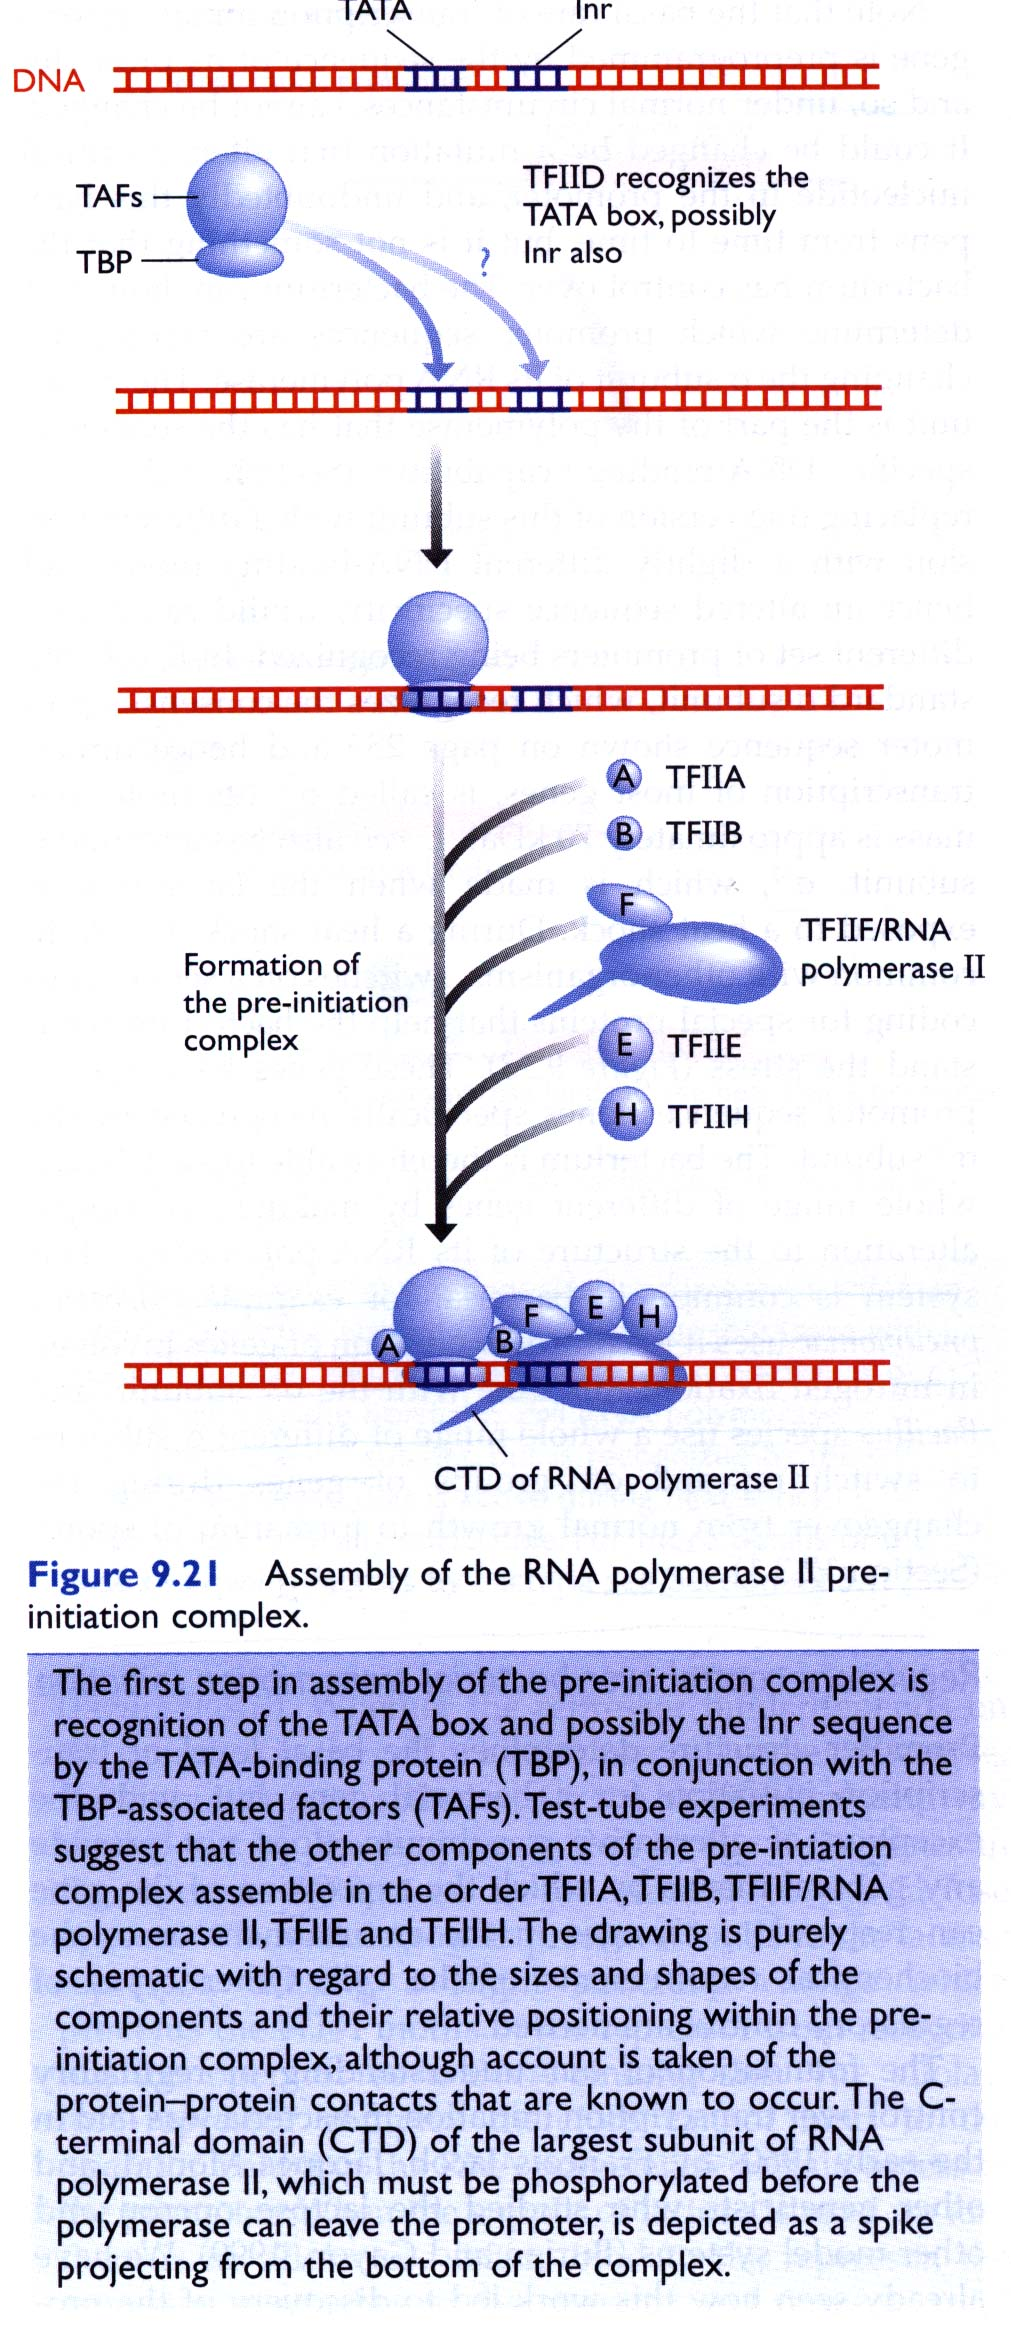 TATA
Inr
DNA
TAFs
TBP
TFIID recognizes the
TATA box, possibly
Inr also
?
A TFIIA
B TFIIB
F
TFIIF/RNA
polymerase II
Formation of
the pre-initiation
complex
E TFIIE
H TFIIH
A
B
F
E
H
CTD of RNA polymerase II
Figure 9.21 Assembly of the RNA polymerase II pre-
initiation complex.
The first step in assembly of the pre-initiation complex is
recognition of the TATA box and possibly the Inr sequence
by the TATA-binding protein (TBP), in conjunction with the
TBP-associated factors (TAFs). Test-tube experiments
suggest that the other components of the pre-intiation
complex assemble in the order TFIIA, TFIIB, TFIIF/RNA
polymerase II, TFIIE and TFIIH. The drawing is purely
schematic with regard to the sizes and shapes of the
components and their relative positioning within the pre-
initiation complex, although account is taken of the
protein–protein contacts that are known to occur. The C-
terminal domain (CTD) of the largest subunit of RNA
polymerase II, which must be phosphorylated before the
polymerase can leave the promoter, is depicted as a spike
projecting from the bottom of the complex.